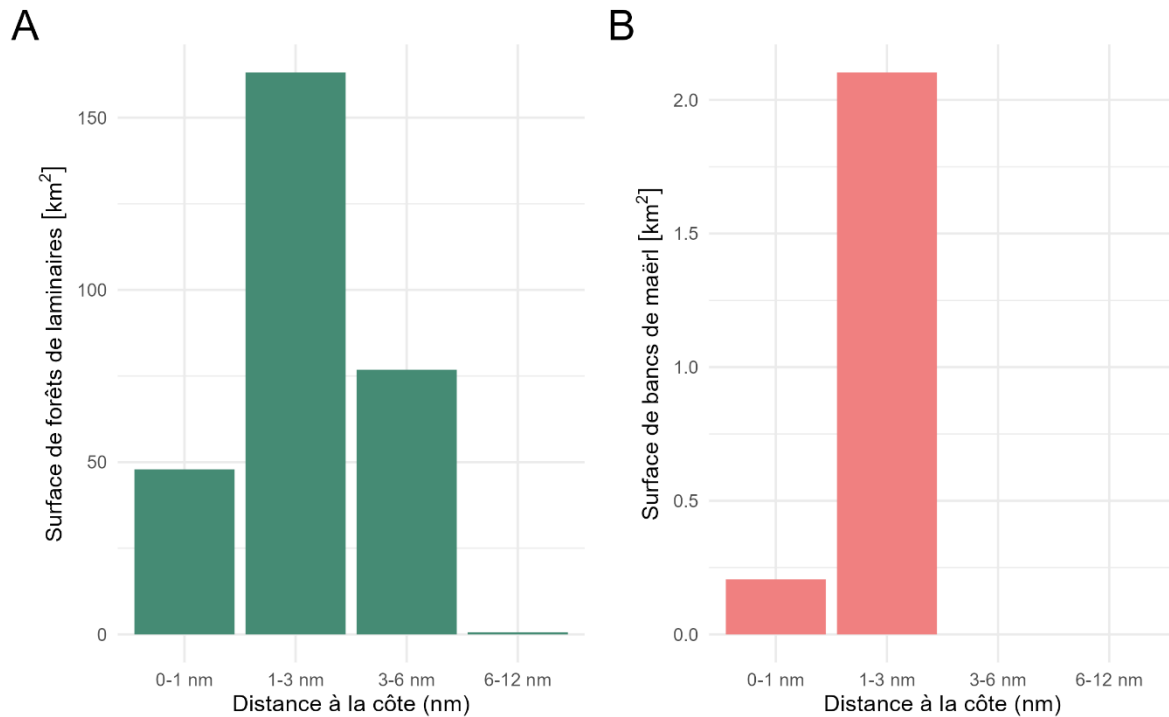 A
Surface de forêts de laminaires [km²]
150
100
50
0
0-1 nm 1-3 nm 3-6 nm 6-12 nm
Distance à la côte (nm)
B
Surface de bancs de maërl [km²]
2.0
1.5
1.0
0.5
0.0
0-1 nm 1-3 nm 3-6 nm 6-12 nm
Distance à la côte (nm)